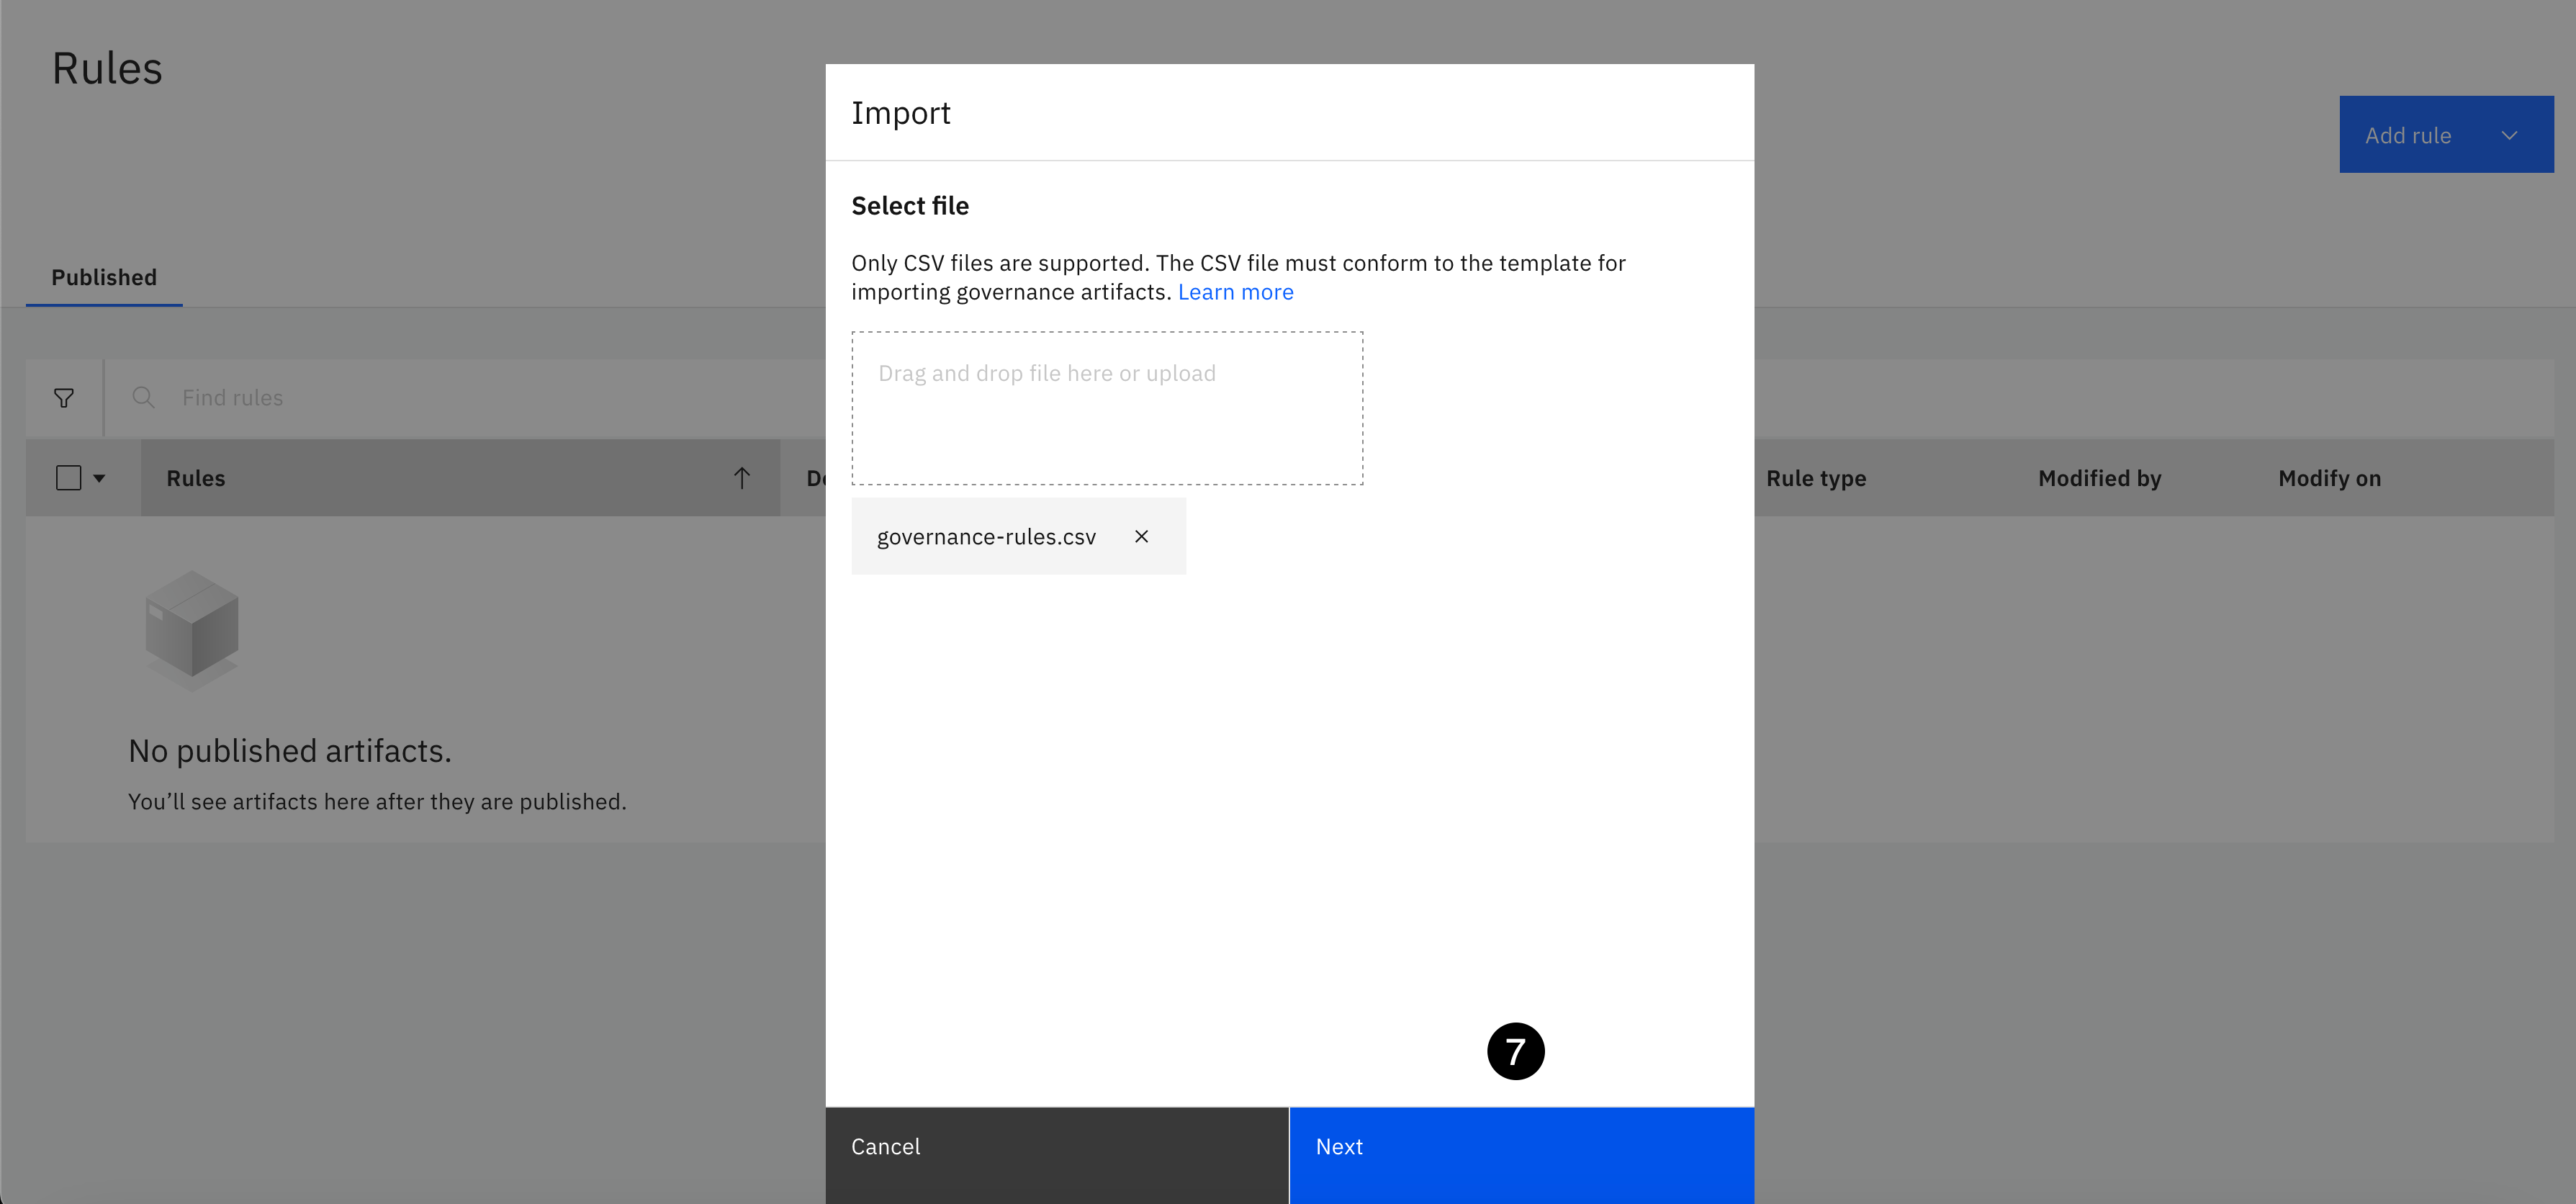 Rules
Add rule
Published
Find rules
Rules
Rule type
Modified by
Modify on
No published artifacts.
You’ll see artifacts here after they are published.
Import
Select file
Only CSV files are supported. The CSV file must conform to the template for
importing governance artifacts. Learn more
Drag and drop file here or upload
governance-rules.csv
7
Cancel
Next